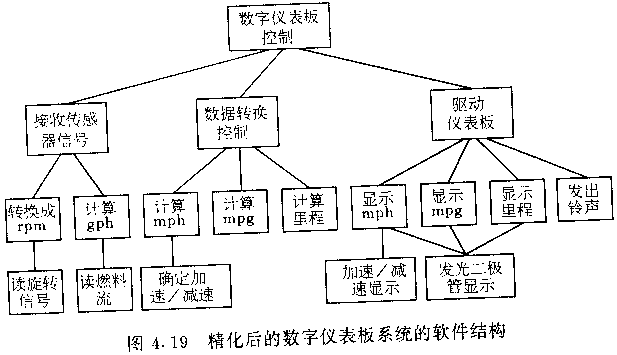 数字仪表板
控制
接收传感
器信号
数据转换
控制
驱动
仪表板
转换成
rpm
计算
gph
计算
mph
计算
mpg
计算
里程
显示
mph
显示
mpg
显示
里程
发出
铃声
读旋转
信号
读燃料
流
确定加
速/减速
加速/减
速显示
发光二极
管显示
图 4.19 精化后的数字仪表板系统的软件结构